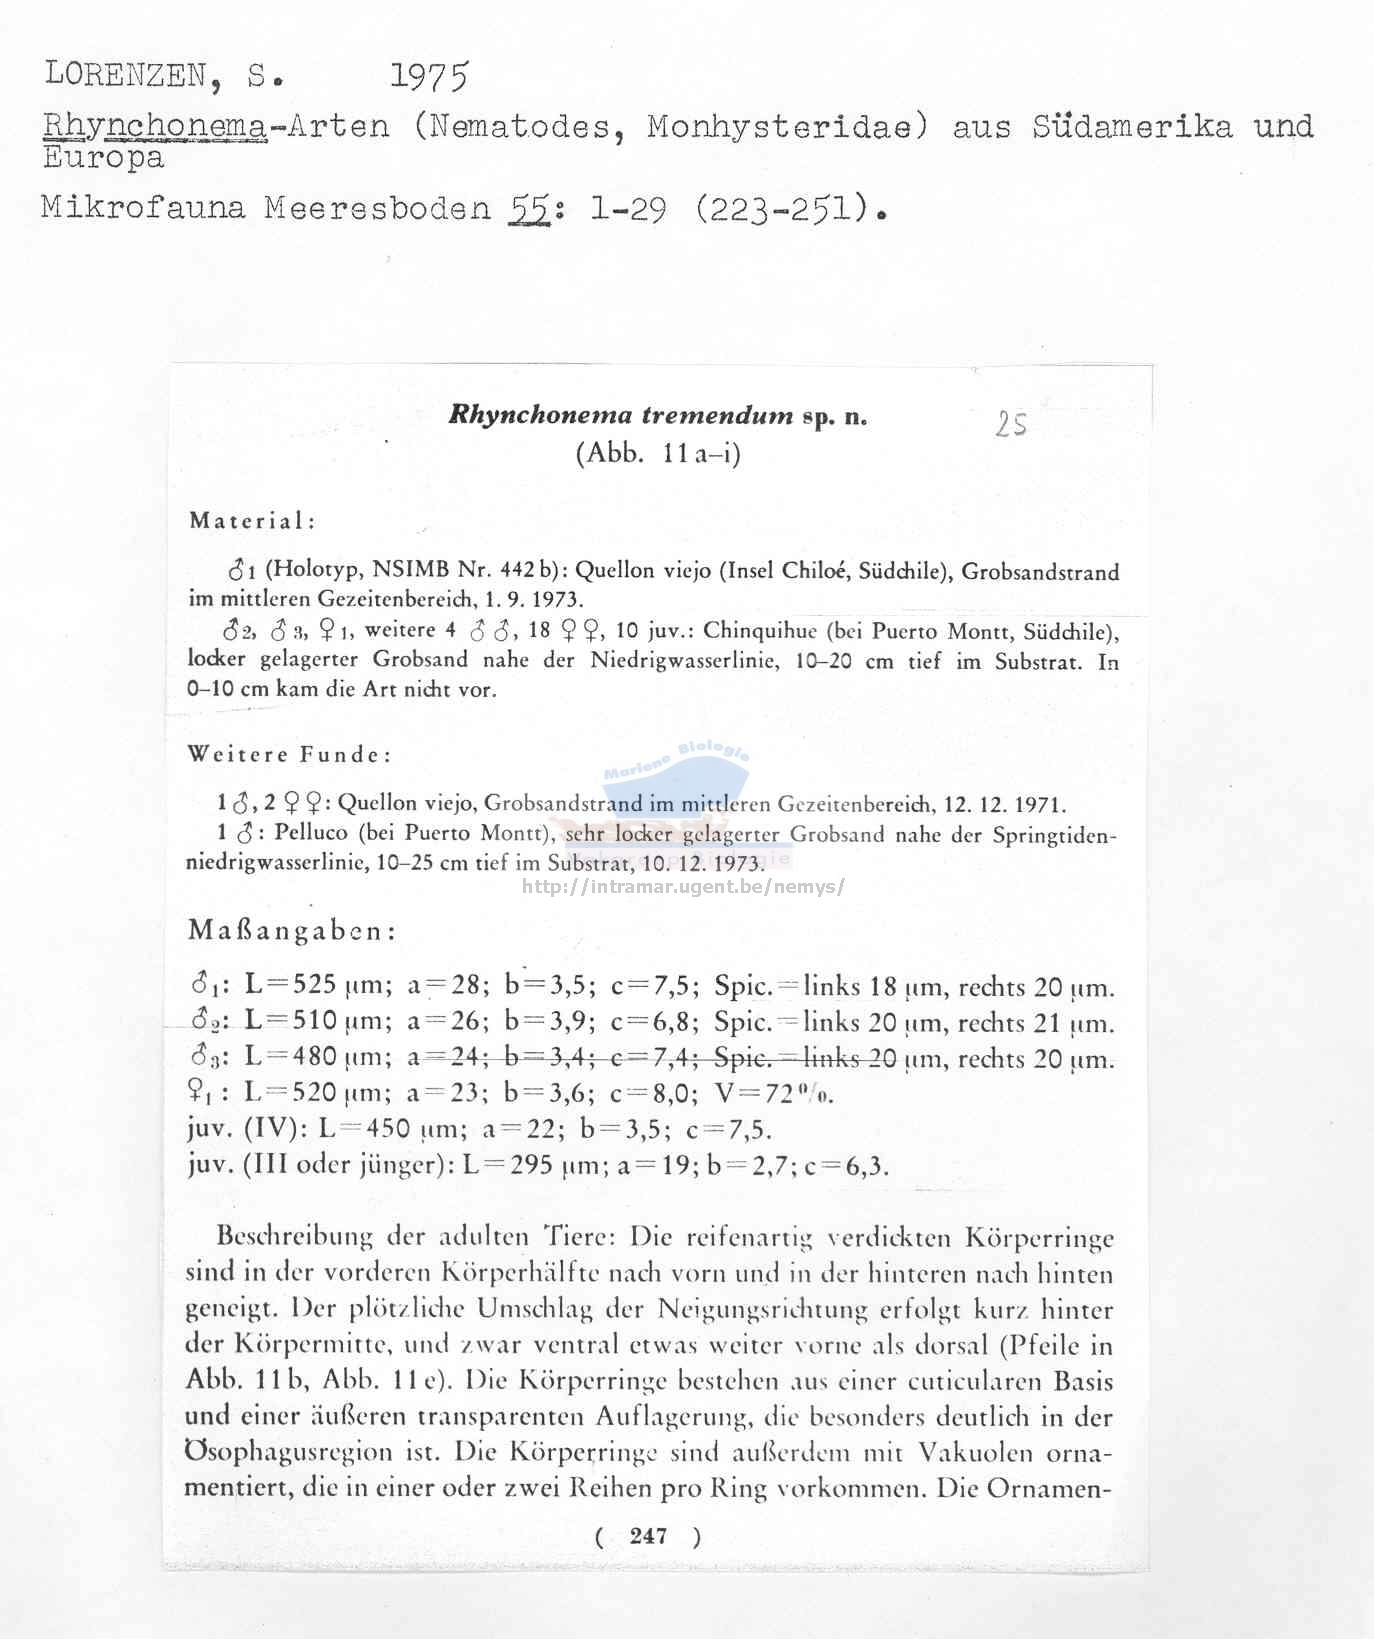 LORENZEN, S. 1975
Rhynchonema-Arten (Nematodes, Monhysteridae) aus Südamerika und
Europa
Mikrofauna Meeresboden 55: 1-29 (223-251).
Rhynchonema tremendum sp. n.
25
(Abb. 11 a–i)
Material:
♂1 (Holotyp, NSIMB Nr. 442 b): Quellon viejo (Insel Chiloé, Südchile), Grobsandstrand
im mittleren Gezeitenbereich, 1. 9. 1973.
♂2, ♂3, ♀1, weitere 4 ♂♂, 18 ♀♀, 10 juv.: Chinquihue (bei Puerto Montt, Südchile),
locker gelagerter Grobsand nahe der Niedrigwasserlinie, 10–20 cm tief im Substrat. In
0–10 cm kam die Art nicht vor.
Weitere Funde:
Mariene Biologie
1 ♂, 2 ♀♀: Quellon viejo, Grobsandstrand im mittleren Gezeitenbereich, 12. 12. 1971.
1 ♂: Pelluco (bei Puerto Montt), sehr locker gelagerter Grobsand nahe der Springtiden-
niedrigwasserlinie, 10–25 cm tief im Substrat, 10. 12. 1973.
http://intramar.ugent.be/nemys/
Maßangaben:
♂1: L=525 µm; a=28; b=3,5; c=7,5; Spic.=links 18 µm, rechts 20 µm.
♂2: L=510 µm; a=26; b=3,9; c=6,8; Spic.=links 20 µm, rechts 21 µm.
♂3: L=480 µm; a=24; b=3,4; c=7,4; Spic.=links 20 µm, rechts 20 µm.
♀1: L=520 µm; a=23; b=3,6; c=8,0; V=72%.
juv. (IV): L=450 µm; a=22; b=3,5; c=7,5.
juv. (III oder jünger): L=295 µm; a=19; b=2,7; c=6,3.
Beschreibung der adulten Tiere: Die reifenartig verdickten Körperringe
sind in der vorderen Körperhälfte nach vorn und in der hinteren nach hinten
geneigt. Der plötzliche Umschlag der Neigungsrichtung erfolgt kurz hinter
der Körpermitte, und zwar ventral etwas weiter vorne als dorsal (Pfeile in
Abb. 11b, Abb. 11e). Die Körperringe bestehen aus einer cuticularen Basis
und einer äußeren transparenten Auflagerung, die besonders deutlich in der
Ösophagusregion ist. Die Körperringe sind außerdem mit Vakuolen orna-
mentiert, die in einer oder zwei Reihen pro Ring vorkommen. Die Ornamen-
( 247 )